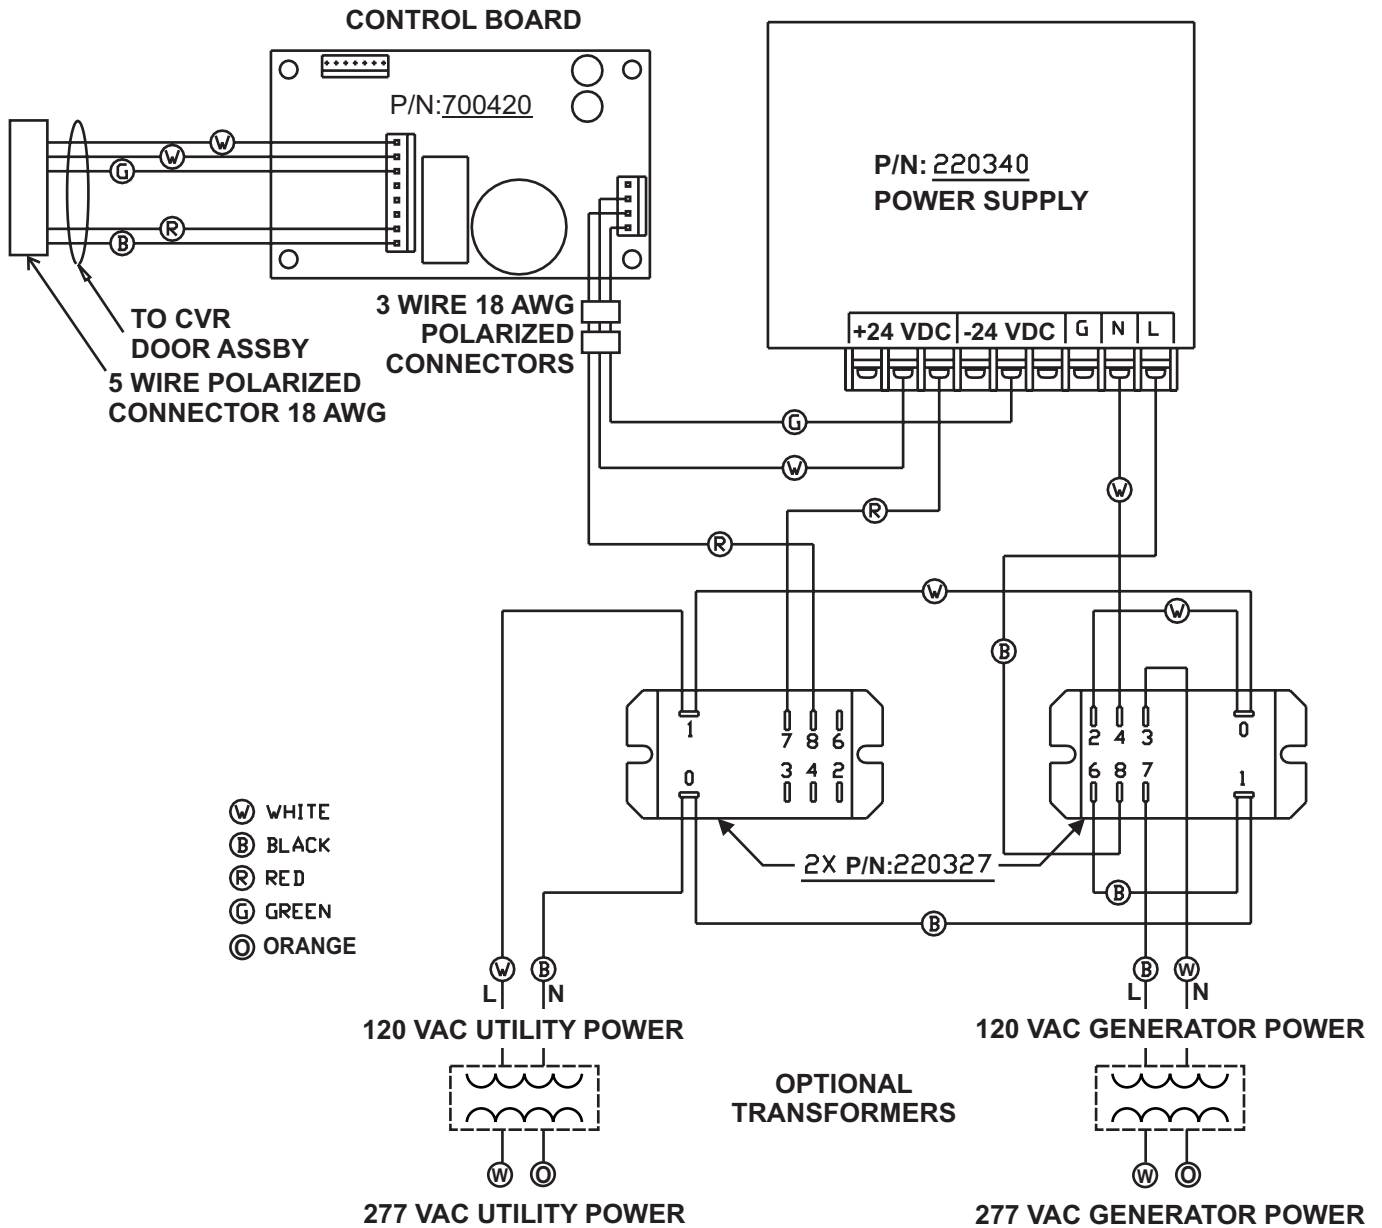 CONTROL BOARD
P/N:700420
W
W
G
R
B
P/N: 220340
POWER SUPPLY
+24 VDC
-24 VDC
G
N
L
TO CVR
DOOR ASSBY
5 WIRE POLARIZED
CONNECTOR 18 AWG
3 WIRE 18 AWG
POLARIZED
CONNECTORS
G
W
W
R
R
W
W
B
1
7
8
6
0
3
4
2
2
4
3
0
6
8
7
1
W WHITE
B BLACK
R RED
G GREEN
O ORANGE
2X P/N:220327
B
B
W
B
L
N
B
W
L
N
120 VAC UTILITY POWER
120 VAC GENERATOR POWER
OPTIONAL
TRANSFORMERS
W
O
W
O
277 VAC UTILITY POWER
277 VAC GENERATOR POWER